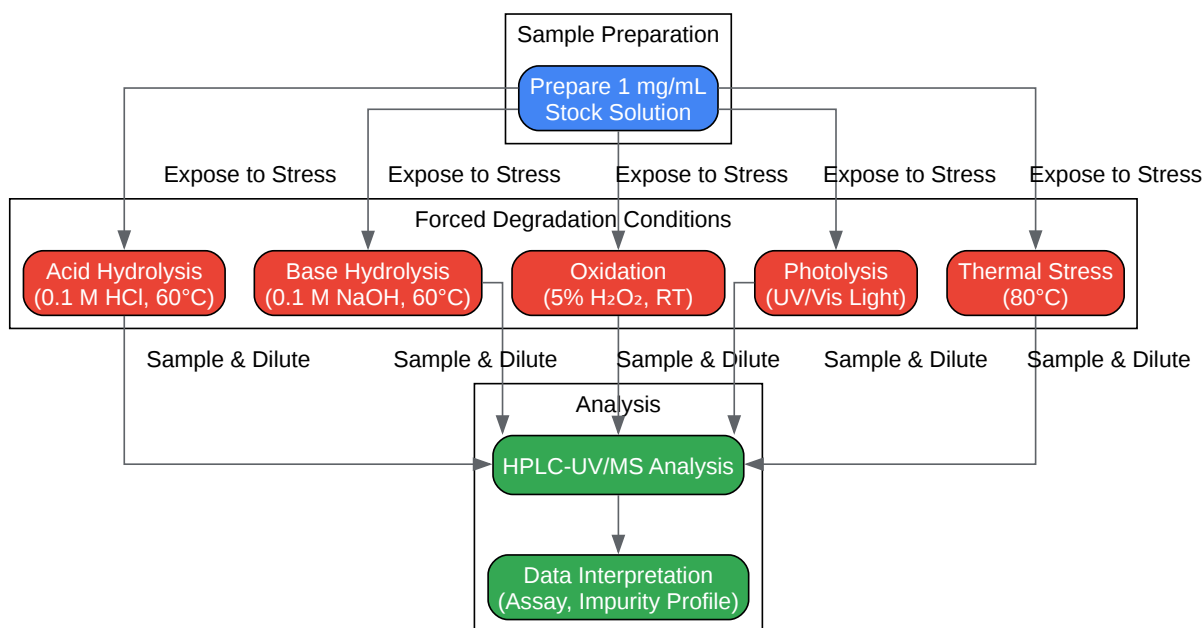 Sample Preparation
Prepare 1 mg/mL
Stock Solution
Expose to Stress
Expose to Stress
Expose to Stress
Expose to Stress
Expose to Stress
Forced Degradation Conditions
Acid Hydrolysis
(0.1 M HCl, 60°C)
Base Hydrolysis
(0.1 M NaOH, 60°C)
Oxidation
(5% H₂O₂, RT)
Photolysis
(UV/Vis Light)
Thermal Stress
(80°C)
Sample & Dilute
Sample & Dilute
Sample & Dilute
Sample & Dilute
Sample & Dilute
Analysis
HPLC-UV/MS Analysis
Data Interpretation
(Assay, Impurity Profile)